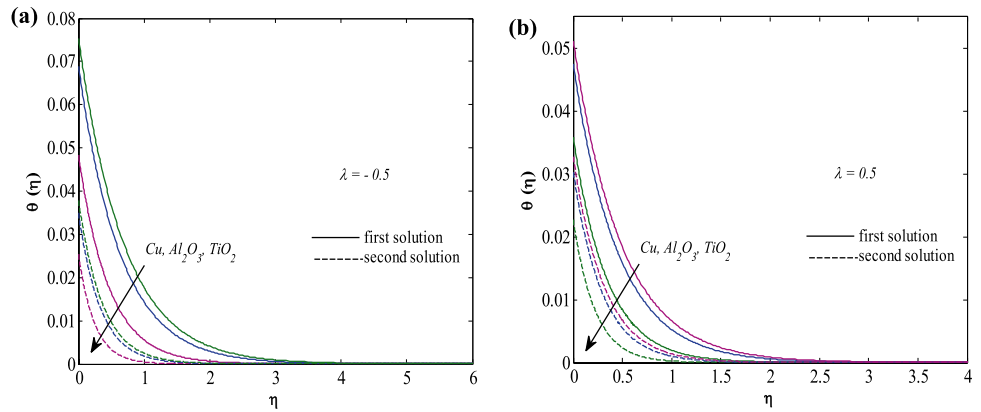 (a)
0.08
0.07
0.06
0.05
0.04
0.03
0.02
0.01
0
θ (η)
λ = - 0.5
first solution
second solution
Cu, Al₂O₃, TiO₂
0 1 2 3 4 5 6
η
(b)
0.05
0.04
0.03
0.02
0.01
0
θ (η)
λ = 0.5
first solution
second solution
Cu, Al₂O₃, TiO₂
0 0.5 1 1.5 2 2.5 3 3.5 4
η